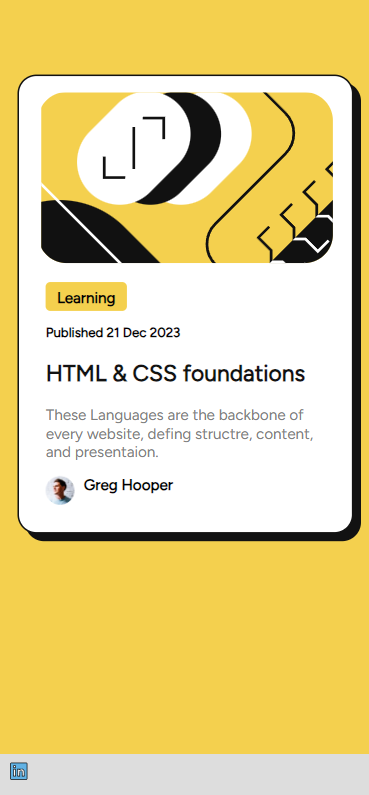 Learning
Published 21 Dec 2023
HTML & CSS foundations
These Languages are the backbone of
every website, defing structre, content,
and presentaion.
Greg Hooper
in